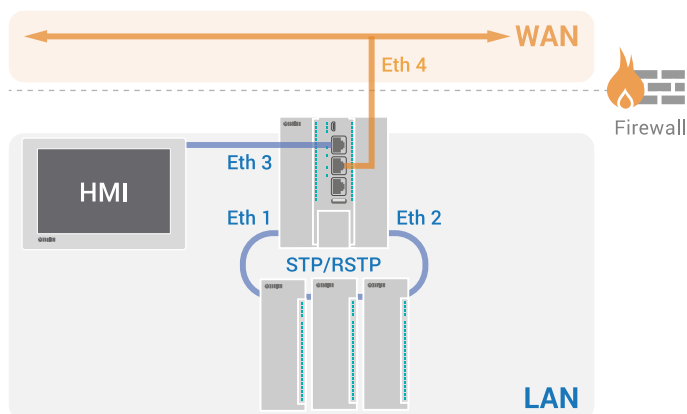 WAN
Eth 4
Firewall
Eth 3
HMI
Eth 1
Eth 2
STP/RSTP
LAN